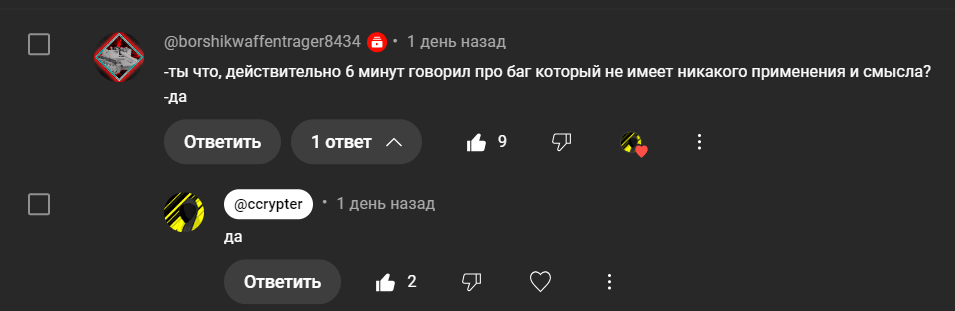 @borshikwaffentrager8434 • 1 день назад
-ты что, действительно 6 минут говорил про баг который не имеет никакого применения и смысла?
-да
Ответить 1 ответ 9
@ccrypter • 1 день назад
да
Ответить 2